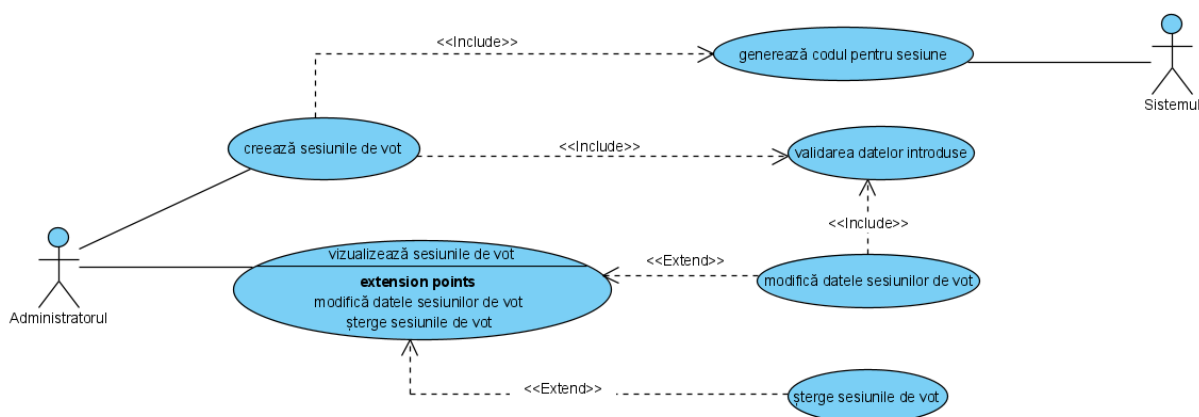 <<Include>>
generează codul pentru sesiune
Sistemul
creează sesiunile de vot
<<Include>>
validarea datelor introduse
<<Include>>
Administratorul
vizualizează sesiunile de vot
extension points
modifică datele sesiunilor de vot
șterge sesiunile de vot
<<Extend>>
modifică datele sesiunilor de vot
<<Extend>>
șterge sesiunile de vot